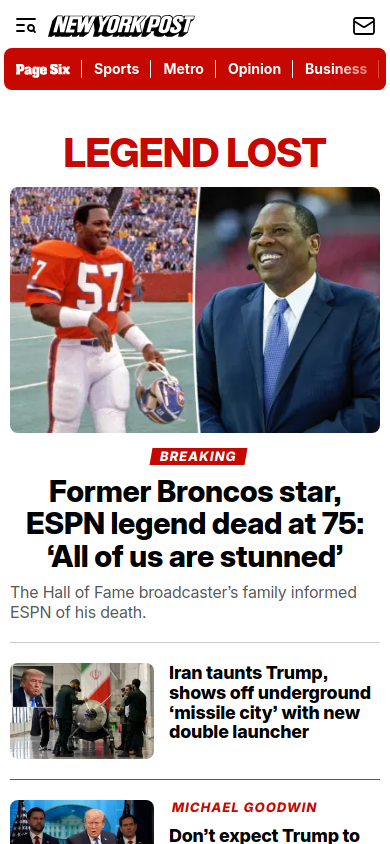 NEW YORK POST
Page Six
Sports
Metro
Opinion
Business
LEGEND LOST
7
57
BREAKING
Former Broncos star,
ESPN legend dead at 75:
‘All of us are stunned’
The Hall of Fame broadcaster’s family informed
ESPN of his death.
Iran taunts Trump,
shows off underground
‘missile city’ with new
double launcher
MICHAEL GOODWIN
Don’t expect Trump to